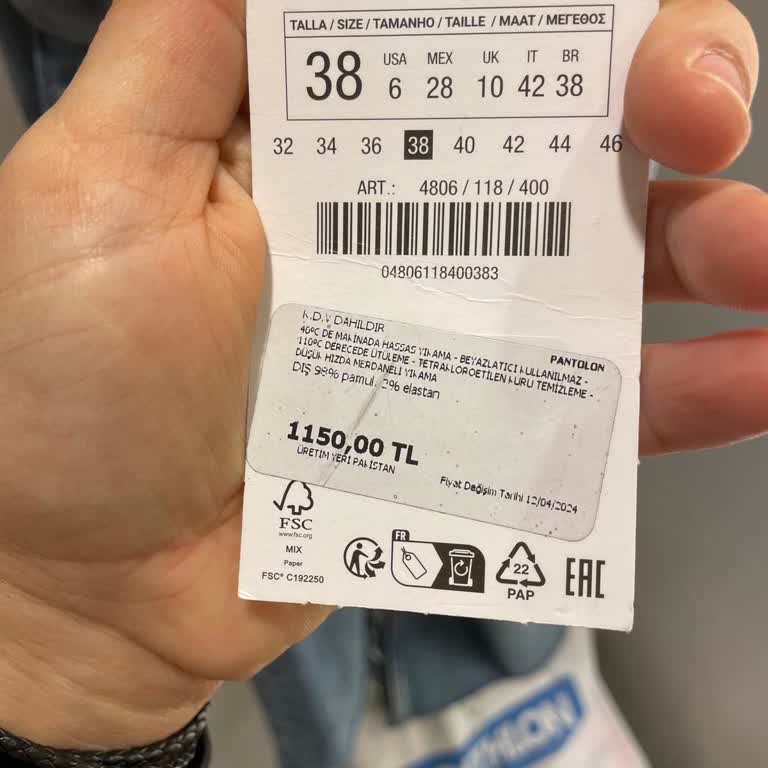 TALLA / SIZE / TAMANHO / TAILLE / MAAT / ΜΕΓΕΘΟΣ
38
USA MEX UK IT BR
6 28 10 42 38
32 34 36 38 40 42 44 46
ART.: 4806 / 118 / 400
04806118400383
K.D.V DAHİLDİR
PANTOLON
40ºC DE MAKİNADA HASSAS YIKAMA - BEYAZLATICI KULLANILMAZ -
110ºC DERECEDE ÜTÜLEME - TETRAKLOROETİLEN KURU TEMİZLEME -
DÜŞÜK HIZDA MERDANELİ YIKAMA
DIŞ 98% pamuk 2% elastan
1150,00 TL
ÜRETİM YERİ PAKİSTAN
Fiyat Değişim Tarihi 12/04/2024
FSC
www.fsc.org
MIX
Paper
FSC® C192250
FR
22
PAP
EAC